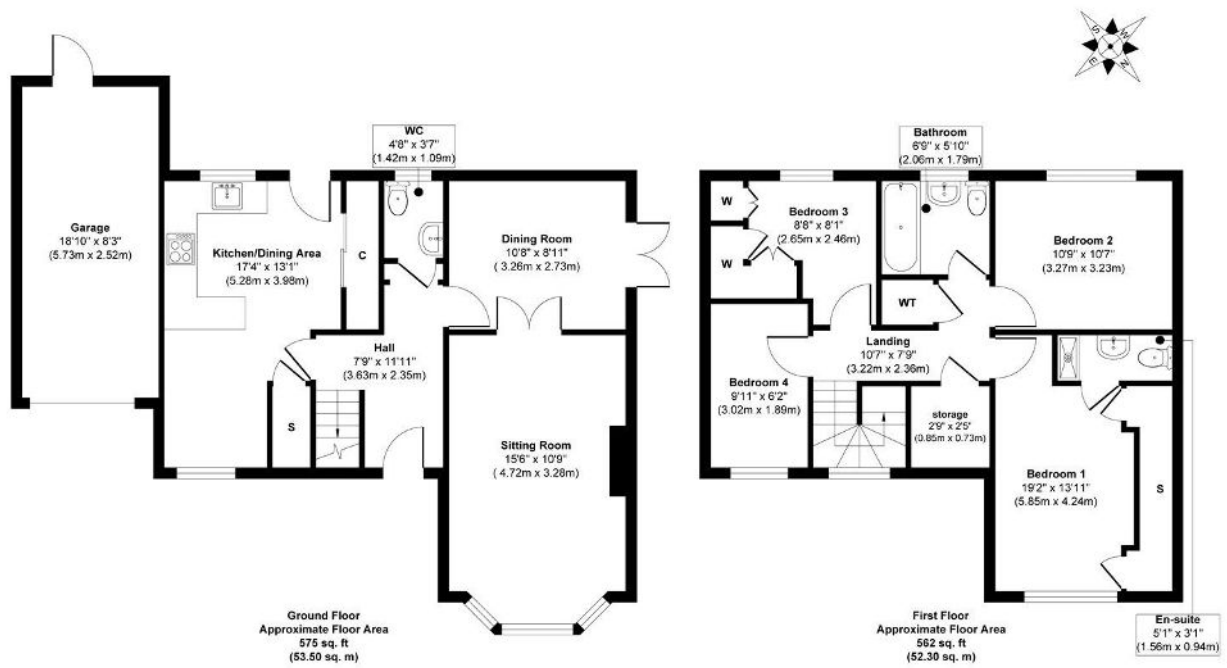 S
W
E
N
WC
4'8" x 3'7"
(1.42m x 1.09m)
Garage
18'10" x 8'3"
(5.73m x 2.52m)
Kitchen/Dining Area
17'4" x 13'1"
(5.28m x 3.98m)
C
Dining Room
10'8" x 8'11"
( 3.26m x 2.73m)
Hall
7'9" x 11'11"
(3.63m x 2.35m)
S
Sitting Room
15'6" x 10'9"
( 4.72m x 3.28m)
Ground Floor
Approximate Floor Area
575 sq. ft
(53.50 sq. m)
Bathroom
6'9" x 5'10"
(2.06m x 1.79m)
W
Bedroom 3
8'8" x 8'1"
(2.65m x 2.46m)
W
Bedroom 2
10'9" x 10'7"
(3.27m x 3.23m)
WT
Landing
10'7" x 7'9"
(3.22m x 2.36m)
Bedroom 4
9'11" x 6'2"
(3.02m x 1.89m)
storage
2'9" x 2'5"
(0.85m x 0.73m)
Bedroom 1
19'2" x 13'11"
(5.85m x 4.24m)
S
First Floor
Approximate Floor Area
562 sq. ft
(52.30 sq. m)
En-suite
5'1" x 3'1"
(1.56m x 0.94m)